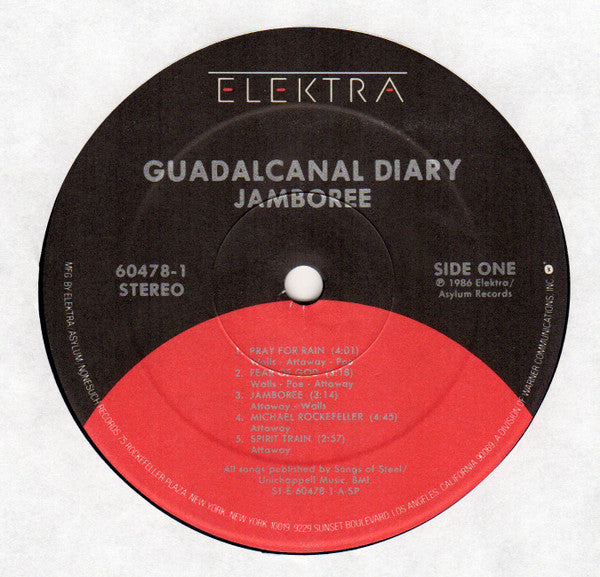 ELEKTRA
GUADALCANAL DIARY
JAMBOREE
60478-1
STEREO
SIDE ONE
℗ 1986 Elektra/
Asylum Records
1. PRAY FOR RAIN (4:01)
Walls - Attaway - Poe
2. FEAR OF GOD (4:18)
Walls - Poe - Attaway
3. JAMBOREE (3:14)
Attaway - Walls
4. MICHAEL ROCKEFELLER (4:45)
Attaway
5. SPIRIT TRAIN (2:57)
Attaway
All songs published by Songs of Steel/
Unichappell Music, BMI
S1-E-60478-1-A-SP
MFG. BY ELEKTRA/ASYLUM/NONESUCH RECORDS, 75 ROCKEFELLER PLAZA, NEW YORK, NEW YORK 10019. 9229 SUNSET BOULEVARD, LOS ANGELES, CALIFORNIA 90069. A DIVISION OF WARNER COMMUNICATIONS, INC.